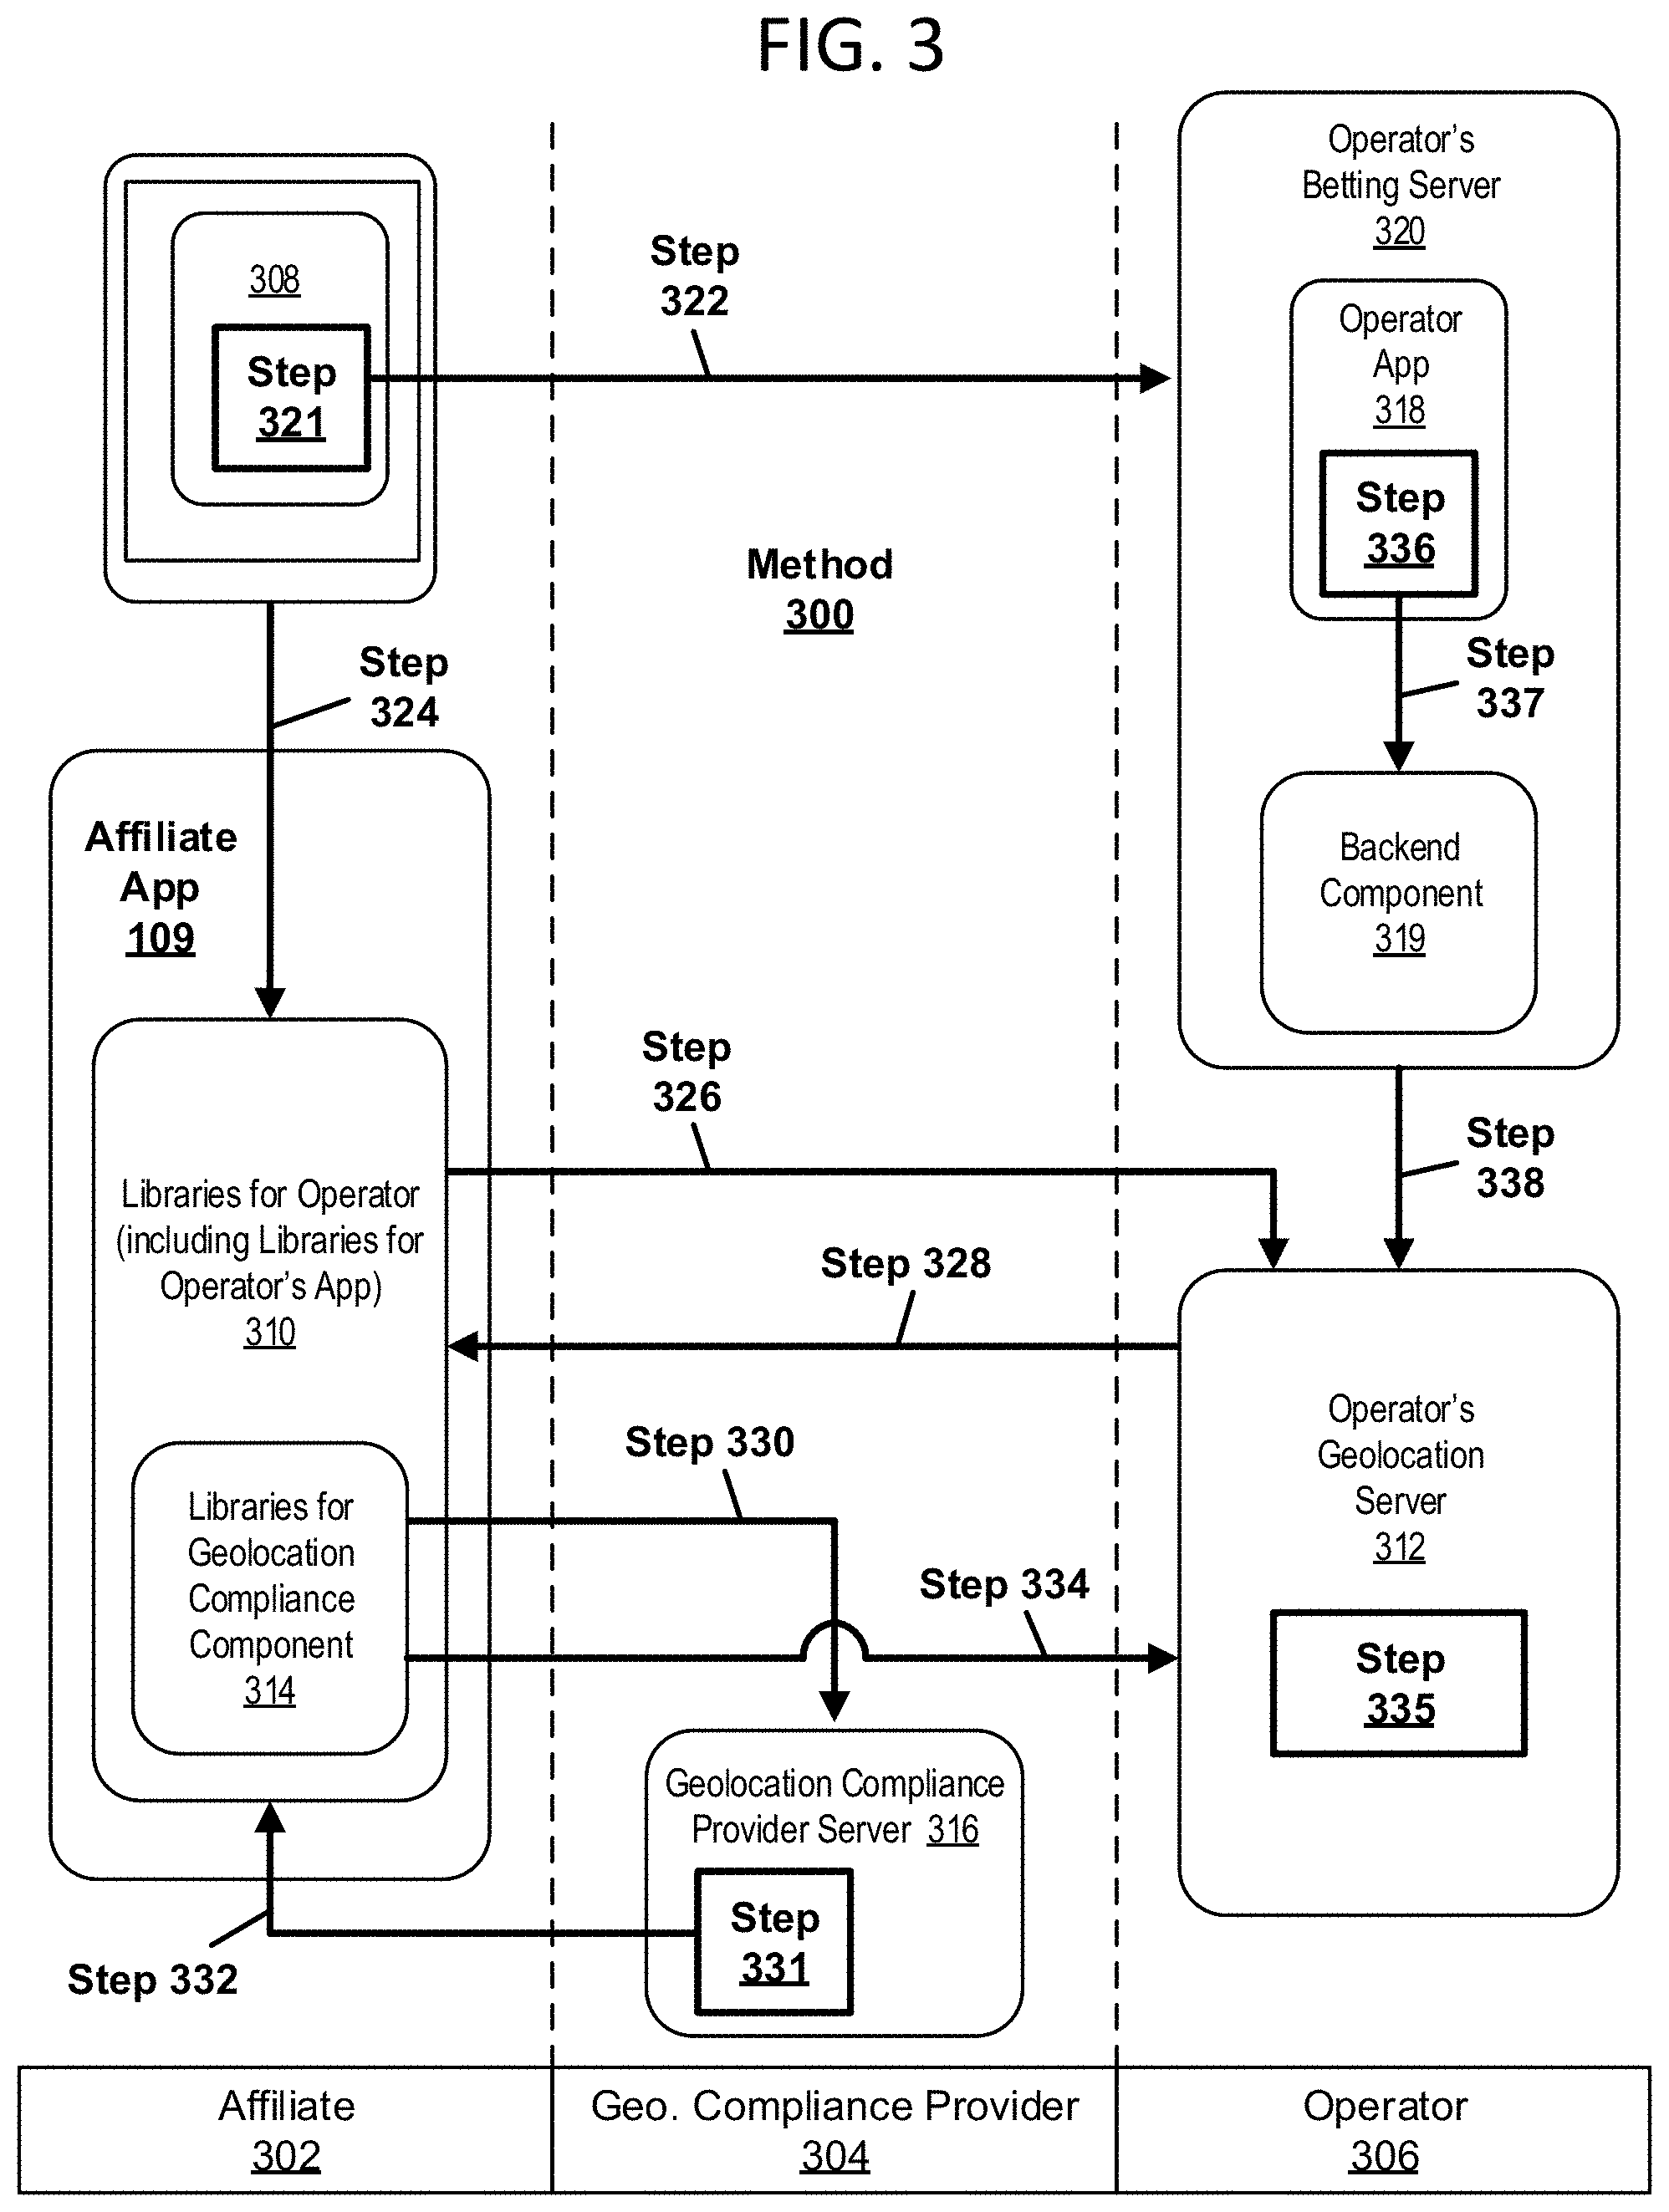 FIG. 3
308
Step
321
Step
322
Operator's
Betting Server
320
Operator
App
318
Step
336
Method
300
Step
324
Step
337
Affiliate
App
109
Backend
Component
319
Step
326
Step
338
Libraries for Operator
(including Libraries for
Operator's App)
310
Step 328
Step 330
Operator's
Geolocation
Server
312
Libraries for
Geolocation
Compliance
Component
314
Step 334
Step
335
Geolocation Compliance
Provider Server 316
Step
331
Step 332
Affiliate
302
Geo. Compliance Provider
304
Operator
306